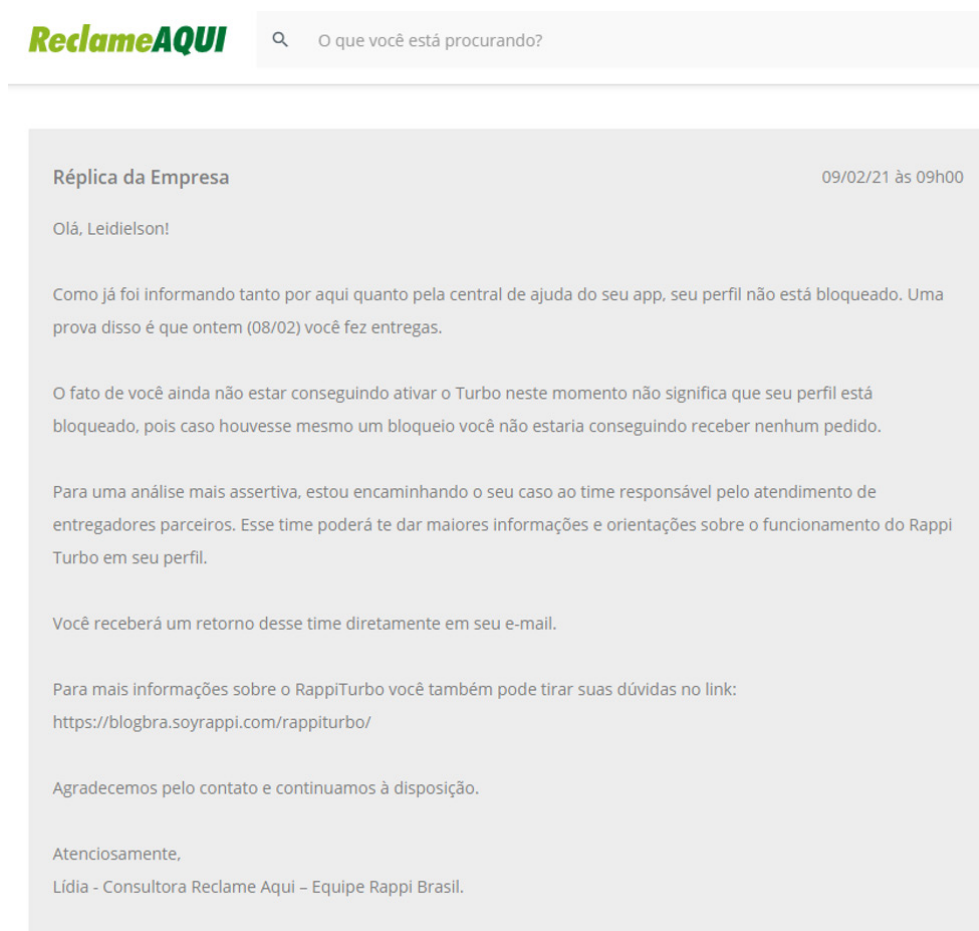 ReclameAQUI
O que você está procurando?
Réplica da Empresa
09/02/21 às 09h00
Olá, Leidielson!
Como já foi informando tanto por aqui quanto pela central de ajuda do seu app, seu perfil não está bloqueado. Uma
prova disso é que ontem (08/02) você fez entregas.
O fato de você ainda não estar conseguindo ativar o Turbo neste momento não significa que seu perfil está
bloqueado, pois caso houvesse mesmo um bloqueio você não estaria conseguindo receber nenhum pedido.
Para uma análise mais assertiva, estou encaminhando o seu caso ao time responsável pelo atendimento de
entregadores parceiros. Esse time poderá te dar maiores informações e orientações sobre o funcionamento do Rappi
Turbo em seu perfil.
Você receberá um retorno desse time diretamente em seu e-mail.
Para mais informações sobre o RappiTurbo você também pode tirar suas dúvidas no link:
https://blogbra.soyrappi.com/rappiturbo/
Agradecemos pelo contato e continuamos à disposição.
Atenciosamente,
Lídia - Consultora Reclame Aqui – Equipe Rappi Brasil.